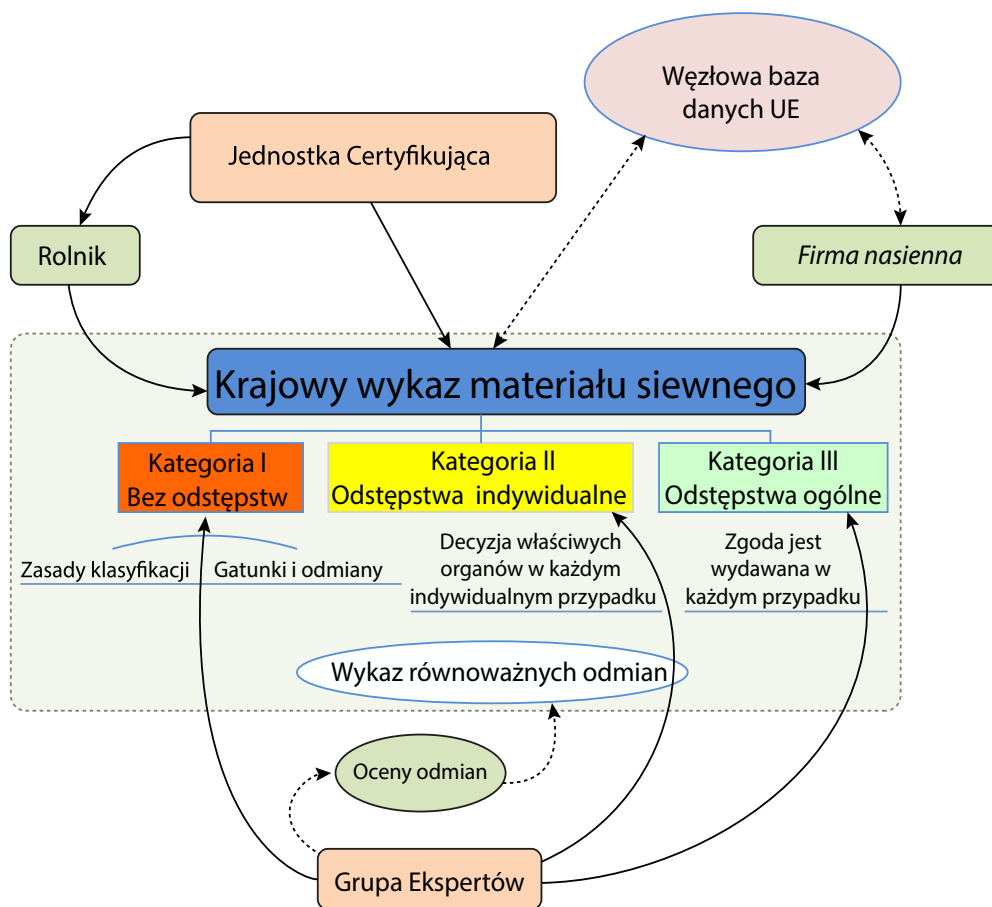 Węzłowa baza
danych UE
Jednostka Certyfikująca
Rolnik
Firma nasienna
Krajowy wykaz materiału siewnego
Kategoria I
Bez odstępstw
Kategoria II
Odstępstwa indywidualne
Kategoria III
Odstępstwa ogólne
Zasady klasyfikacji
Gatunki i odmiany
Decyzja właściwych
organów w każdym
indywidualnym przypadku
Zgoda jest
wydawana w
każdym przypadku
Wykaz równoważnych odmian
Oceny odmian
Grupa Ekspertów